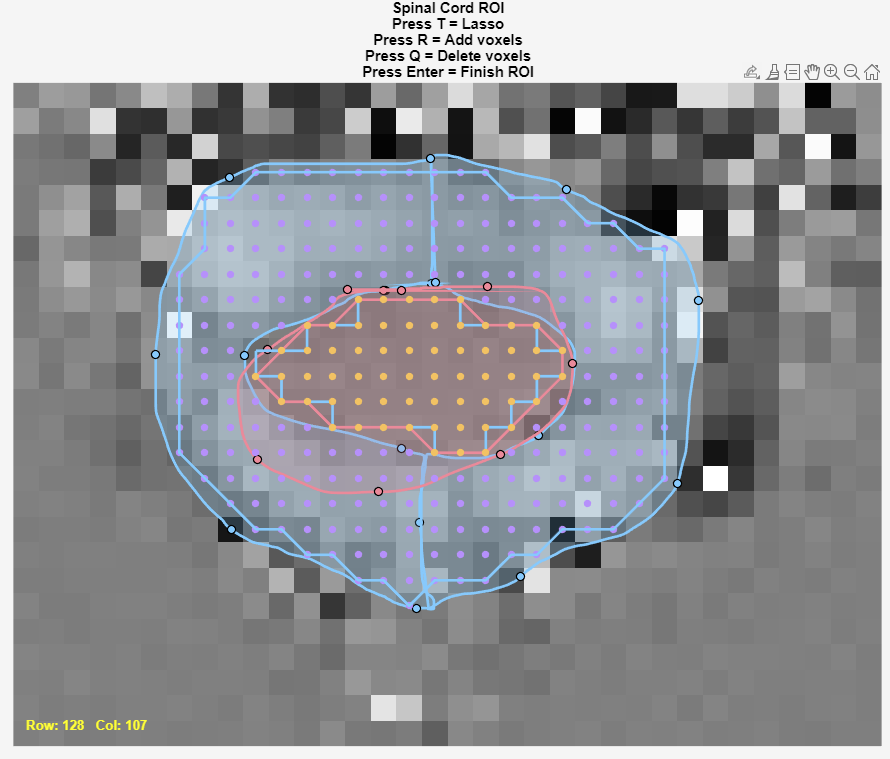 Spinal Cord ROI
Press T = Lasso
Press R = Add voxels
Press Q = Delete voxels
Press Enter = Finish ROI
Row: 128 Col: 107